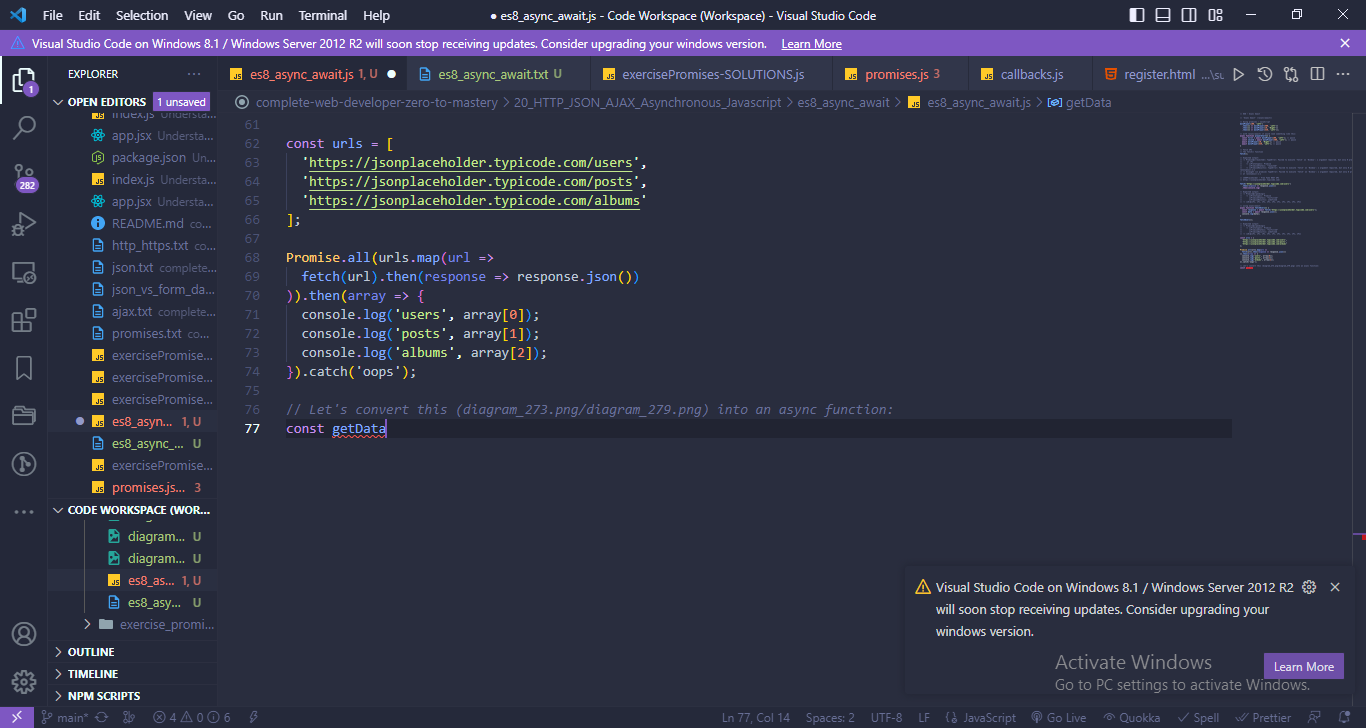 File Edit Selection View Go Run Terminal Help
● es8_async_await.js - Code Workspace (Workspace) - Visual Studio Code
Visual Studio Code on Windows 8.1 / Windows Server 2012 R2 will soon stop receiving updates. Consider upgrading your windows version. Learn More
EXPLORER
es8_async_await.js 1, U ●
es8_async_await.txt U
exercisePromises-SOLUTIONS.js
promises.js 3
callbacks.js
register.html ...\su
OPEN EDITORS 1 unsaved
complete-web-developer-zero-to-mastery > 20_HTTP_JSON_AJAX_Asynchronous_Javascript > es8_async_await > es8_async_await.js > getData
index.js Understa...
app.jsx Understa...
package.json Un...
index.js Understa...
app.jsx Understa...
README.md co...
http_https.txt co...
json.txt complete...
json_vs_form_da...
ajax.txt complete...
promises.txt co...
exercisePromise...
exercisePromise...
exercisePromise...
es8_asyn... 1, U
es8_async_... U
exercisePromise...
promises.js... 3
CODE WORKSPACE (WOR...
diagram... U
diagram... U
es8_as... 1, U
es8_asy... U
exercise_promi...
OUTLINE
TIMELINE
NPM SCRIPTS
1
282
61
62 const urls = [
63 'https://jsonplaceholder.typicode.com/users',
64 'https://jsonplaceholder.typicode.com/posts',
65 'https://jsonplaceholder.typicode.com/albums'
66 ];
67
68 Promise.all(urls.map(url =>
69 fetch(url).then(response => response.json())
70 )).then(array => {
71 console.log('users', array[0]);
72 console.log('posts', array[1]);
73 console.log('albums', array[2]);
74 }).catch('oops');
75
76 // Let's convert this (diagram_273.png/diagram_279.png) into an async function:
77 const getData
Visual Studio Code on Windows 8.1 / Windows Server 2012 R2
will soon stop receiving updates. Consider upgrading your
windows version.
Learn More
Activate Windows
Go to PC settings to activate Windows.
main* 4 0 6
Ln 77, Col 14 Spaces: 2 UTF-8 LF {} JavaScript Go Live Quokka Spell Prettier